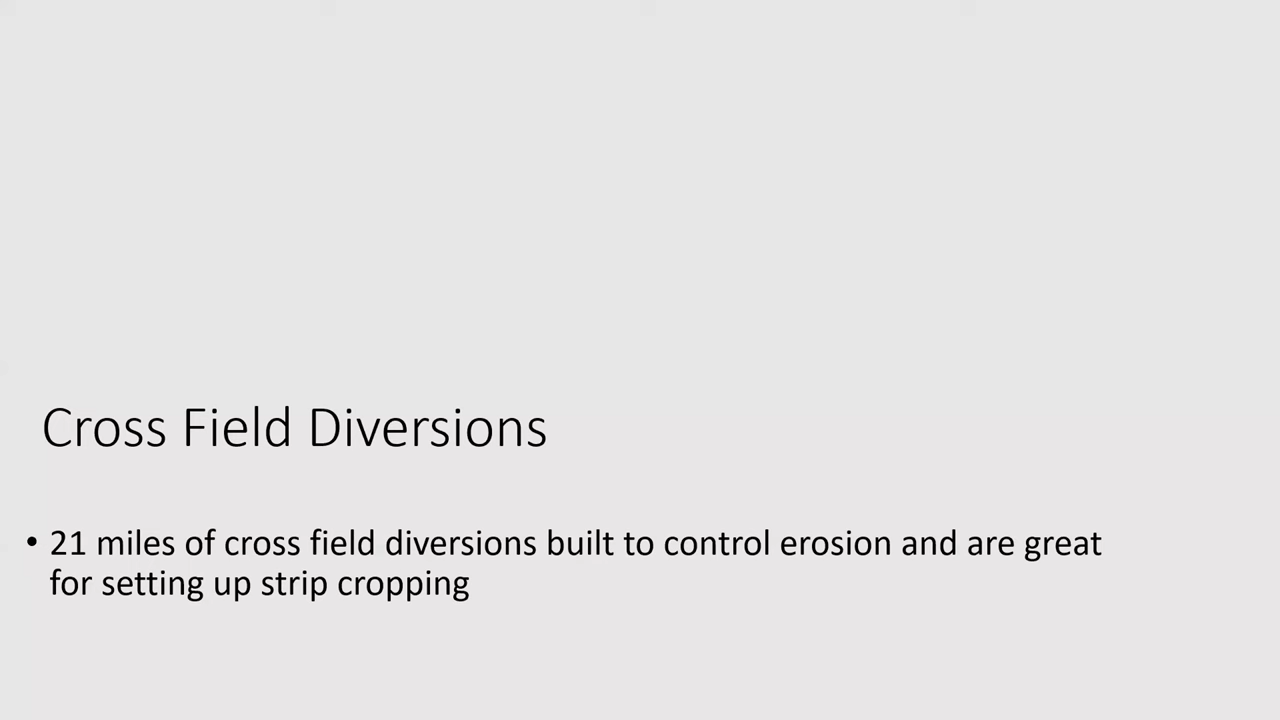 Cross Field Diversions
• 21 miles of cross field diversions built to control erosion and are great
for setting up strip cropping